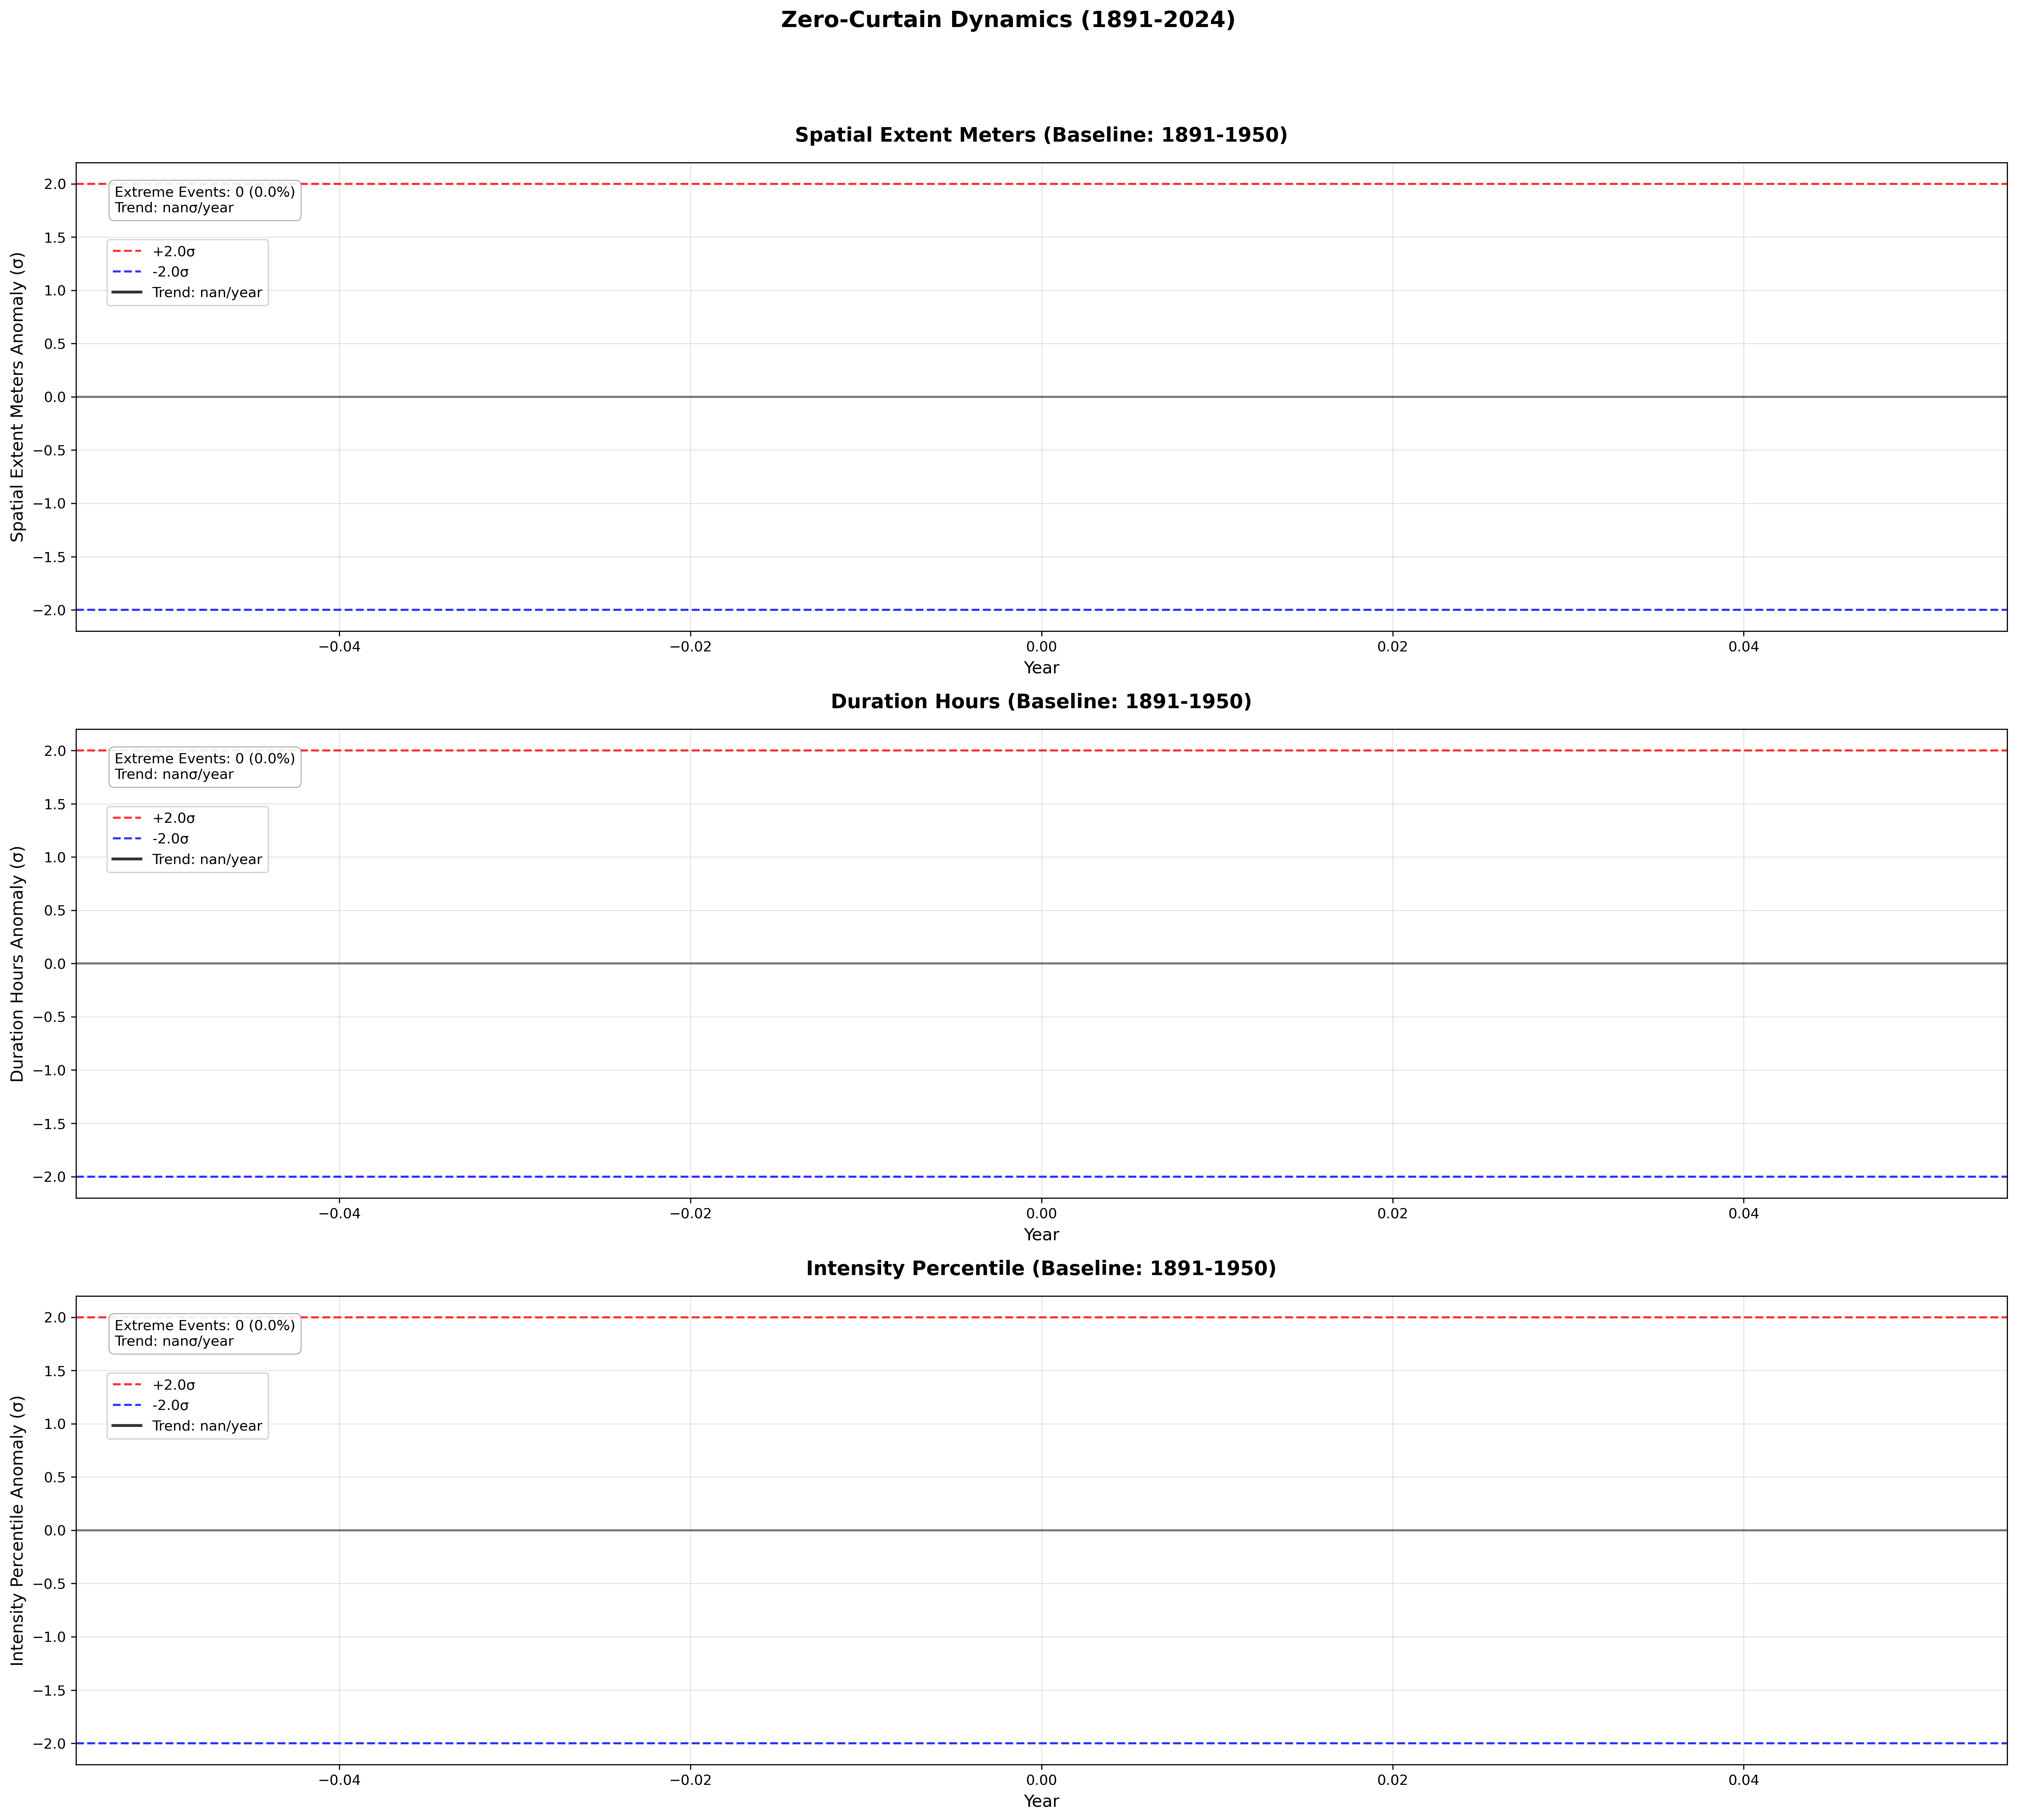 Zero-Curtain Dynamics (1891-2024)
Spatial Extent Meters (Baseline: 1891-1950)
Spatial Extent Meters Anomaly (σ)
2.0
1.5
1.0
0.5
0.0
−0.5
−1.0
−1.5
−2.0
Extreme Events: 0 (0.0%)
Trend: nanσ/year
+2.0σ
-2.0σ
Trend: nan/year
−0.04
−0.02
0.00
0.02
0.04
Year
Duration Hours (Baseline: 1891-1950)
Duration Hours Anomaly (σ)
2.0
1.5
1.0
0.5
0.0
−0.5
−1.0
−1.5
−2.0
Extreme Events: 0 (0.0%)
Trend: nanσ/year
+2.0σ
-2.0σ
Trend: nan/year
−0.04
−0.02
0.00
0.02
0.04
Year
Intensity Percentile (Baseline: 1891-1950)
Intensity Percentile Anomaly (σ)
2.0
1.5
1.0
0.5
0.0
−0.5
−1.0
−1.5
−2.0
Extreme Events: 0 (0.0%)
Trend: nanσ/year
+2.0σ
-2.0σ
Trend: nan/year
−0.04
−0.02
0.00
0.02
0.04
Year